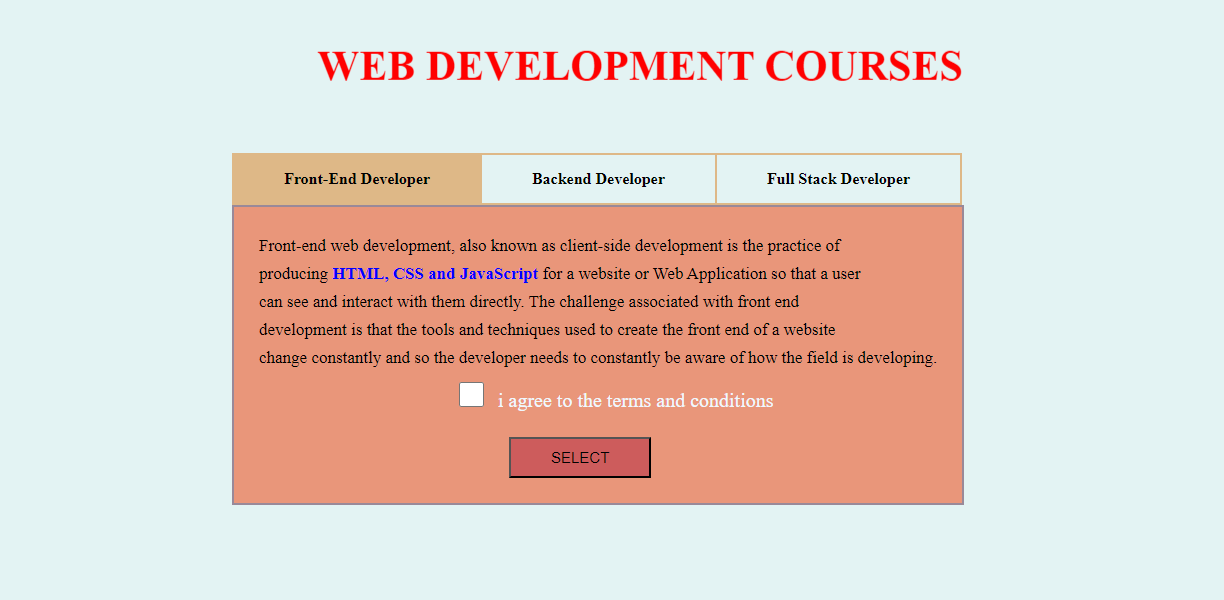 WEB DEVELOPMENT COURSES
Front-End Developer
Backend Developer
Full Stack Developer
Front-end web development, also known as client-side development is the practice of
producing HTML, CSS and JavaScript for a website or Web Application so that a user
can see and interact with them directly. The challenge associated with front end
development is that the tools and techniques used to create the front end of a website
change constantly and so the developer needs to constantly be aware of how the field is developing.
i agree to the terms and conditions
SELECT